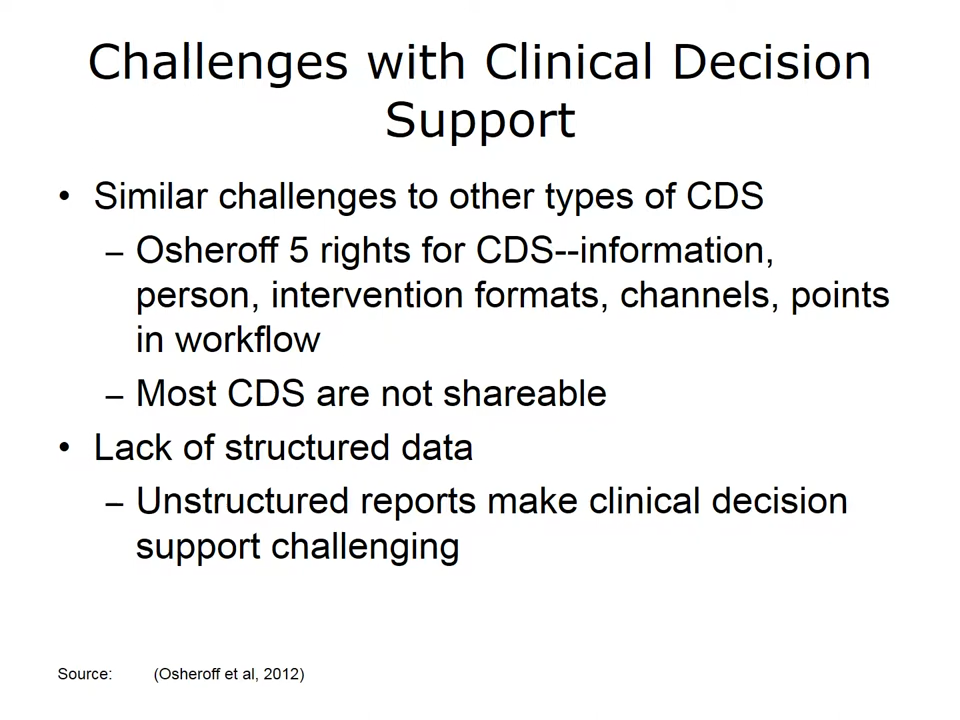 Challenges with Clinical Decision
Support
• Similar challenges to other types of CDS
– Osheroff 5 rights for CDS--information,
person, intervention formats, channels, points
in workflow
– Most CDS are not shareable
• Lack of structured data
– Unstructured reports make clinical decision
support challenging
Source: (Osheroff et al, 2012)